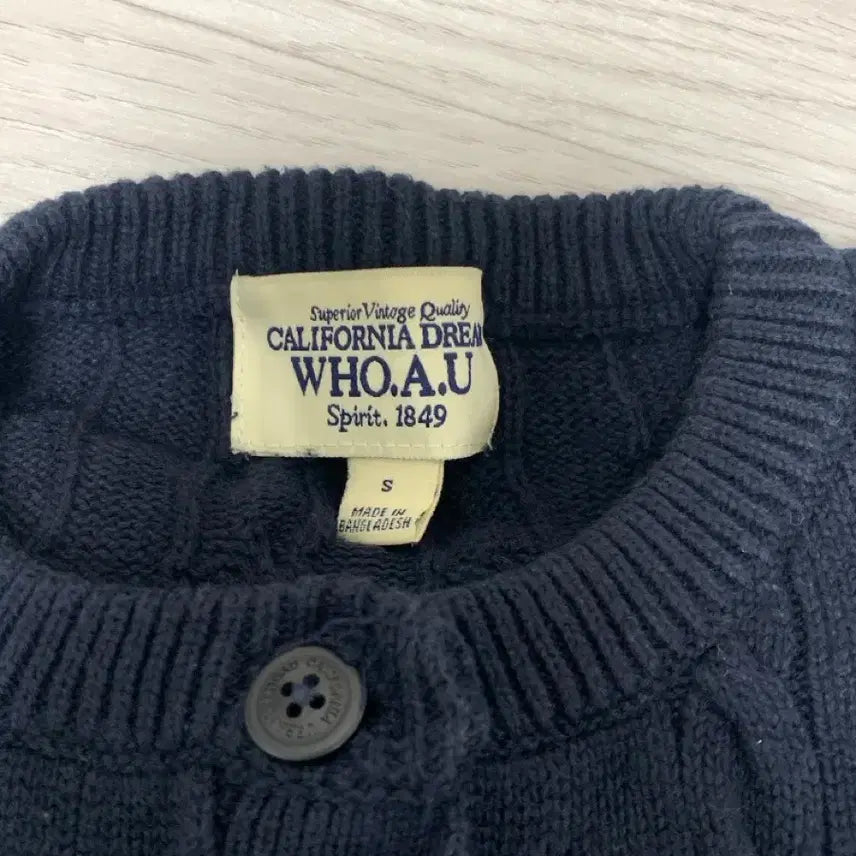 Superior Vintage Quality
CALIFORNIA DREAM
WHO.A.U
Spirit. 1849
S
MADE IN
BANGLADESH